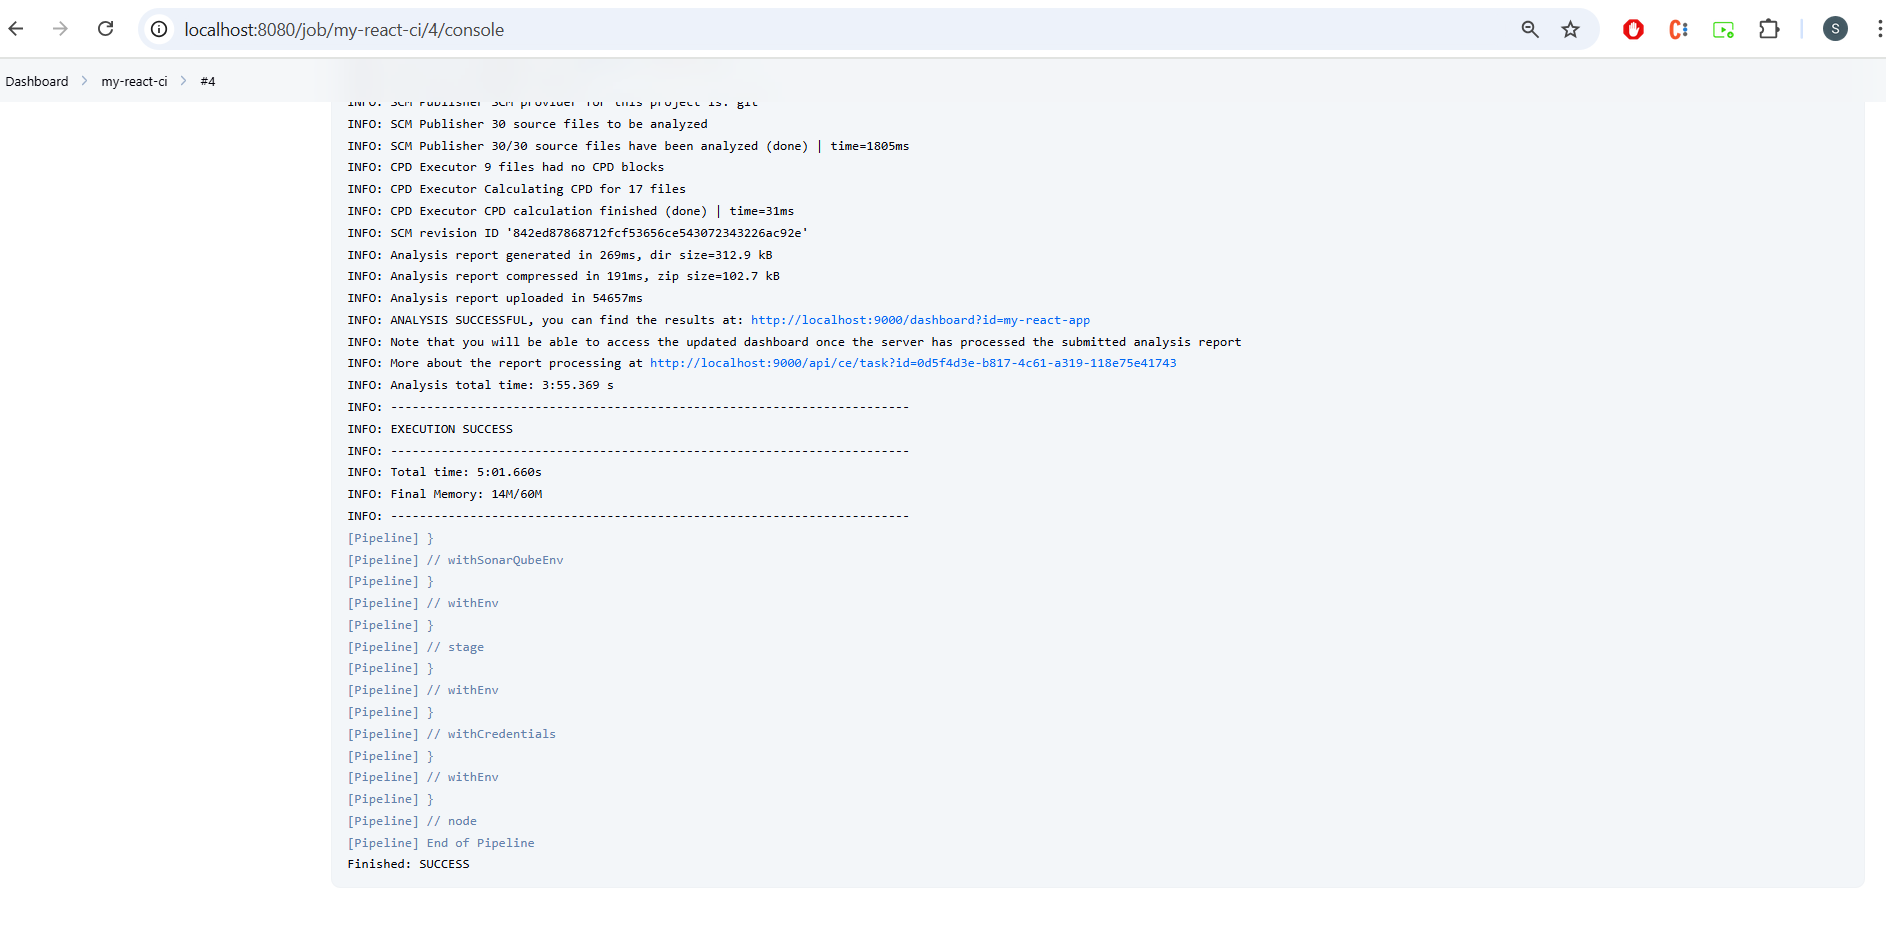 localhost:8080/job/my-react-ci/4/console
S
Dashboard > my-react-ci > #4
INFO: SCM Publisher SCM provider for this project is: git
INFO: SCM Publisher 30 source files to be analyzed
INFO: SCM Publisher 30/30 source files have been analyzed (done) | time=1805ms
INFO: CPD Executor 9 files had no CPD blocks
INFO: CPD Executor Calculating CPD for 17 files
INFO: CPD Executor CPD calculation finished (done) | time=31ms
INFO: SCM revision ID '842ed87868712fcf53656ce543072343226ac92e'
INFO: Analysis report generated in 269ms, dir size=312.9 kB
INFO: Analysis report compressed in 191ms, zip size=102.7 kB
INFO: Analysis report uploaded in 54657ms
INFO: ANALYSIS SUCCESSFUL, you can find the results at: http://localhost:9000/dashboard?id=my-react-app
INFO: Note that you will be able to access the updated dashboard once the server has processed the submitted analysis report
INFO: More about the report processing at http://localhost:9000/api/ce/task?id=0d5f4d3e-b817-4c61-a319-118e75e41743
INFO: Analysis total time: 3:55.369 s
INFO: ------------------------------------------------------------------------
INFO: EXECUTION SUCCESS
INFO: ------------------------------------------------------------------------
INFO: Total time: 5:01.660s
INFO: Final Memory: 14M/60M
INFO: ------------------------------------------------------------------------
[Pipeline] }
[Pipeline] // withSonarQubeEnv
[Pipeline] }
[Pipeline] // withEnv
[Pipeline] }
[Pipeline] // stage
[Pipeline] }
[Pipeline] // withEnv
[Pipeline] }
[Pipeline] // withCredentials
[Pipeline] }
[Pipeline] // withEnv
[Pipeline] }
[Pipeline] // node
[Pipeline] End of Pipeline
Finished: SUCCESS